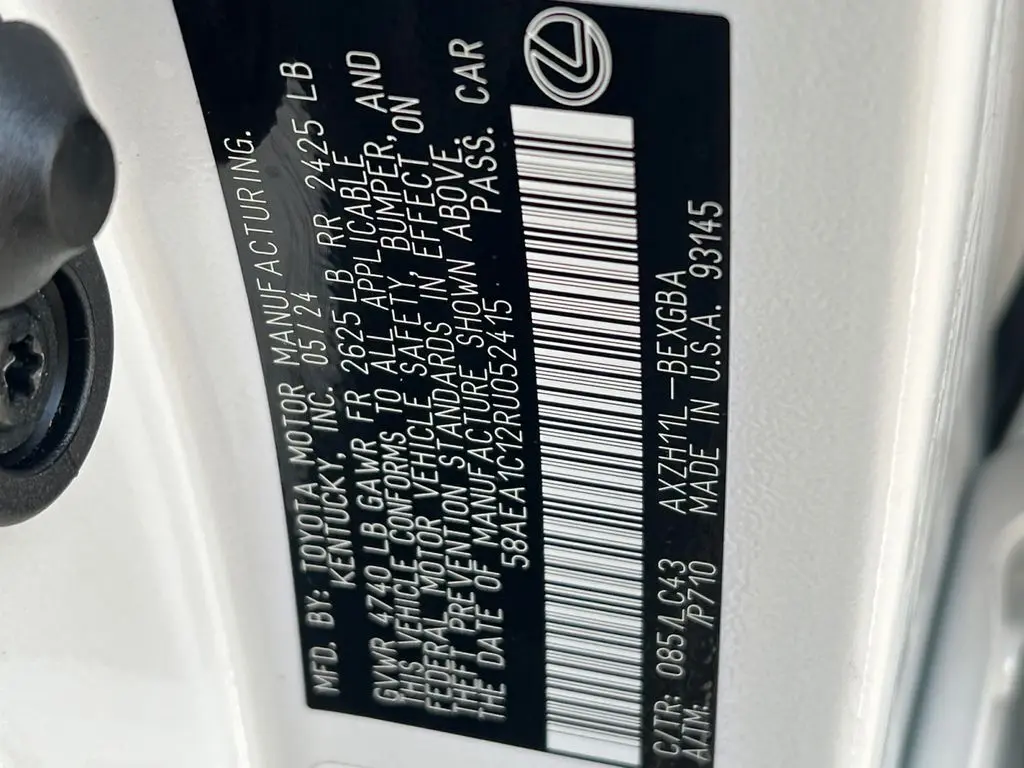 MFD. BY: TOYOTA MOTOR MANUFACTURING.
KENTUCKY, INC. 05/24
GVWR 4740 LB GAWR FR 2625 LB RR 2425 LB
THIS VEHICLE CONFORMS TO ALL APPLICABLE
FEDERAL MOTOR VEHICLE SAFETY, BUMPER, AND
THEFT PREVENTION STANDARDS IN EFFECT ON
THE DATE OF MANUFACTURE SHOWN ABOVE.
58AEA1C12RU052415 PASS. CAR
C/TR: 085/LC43 AXZH11L-BEXGBA
A/TM: /P710 MADE IN U.S.A. 93145